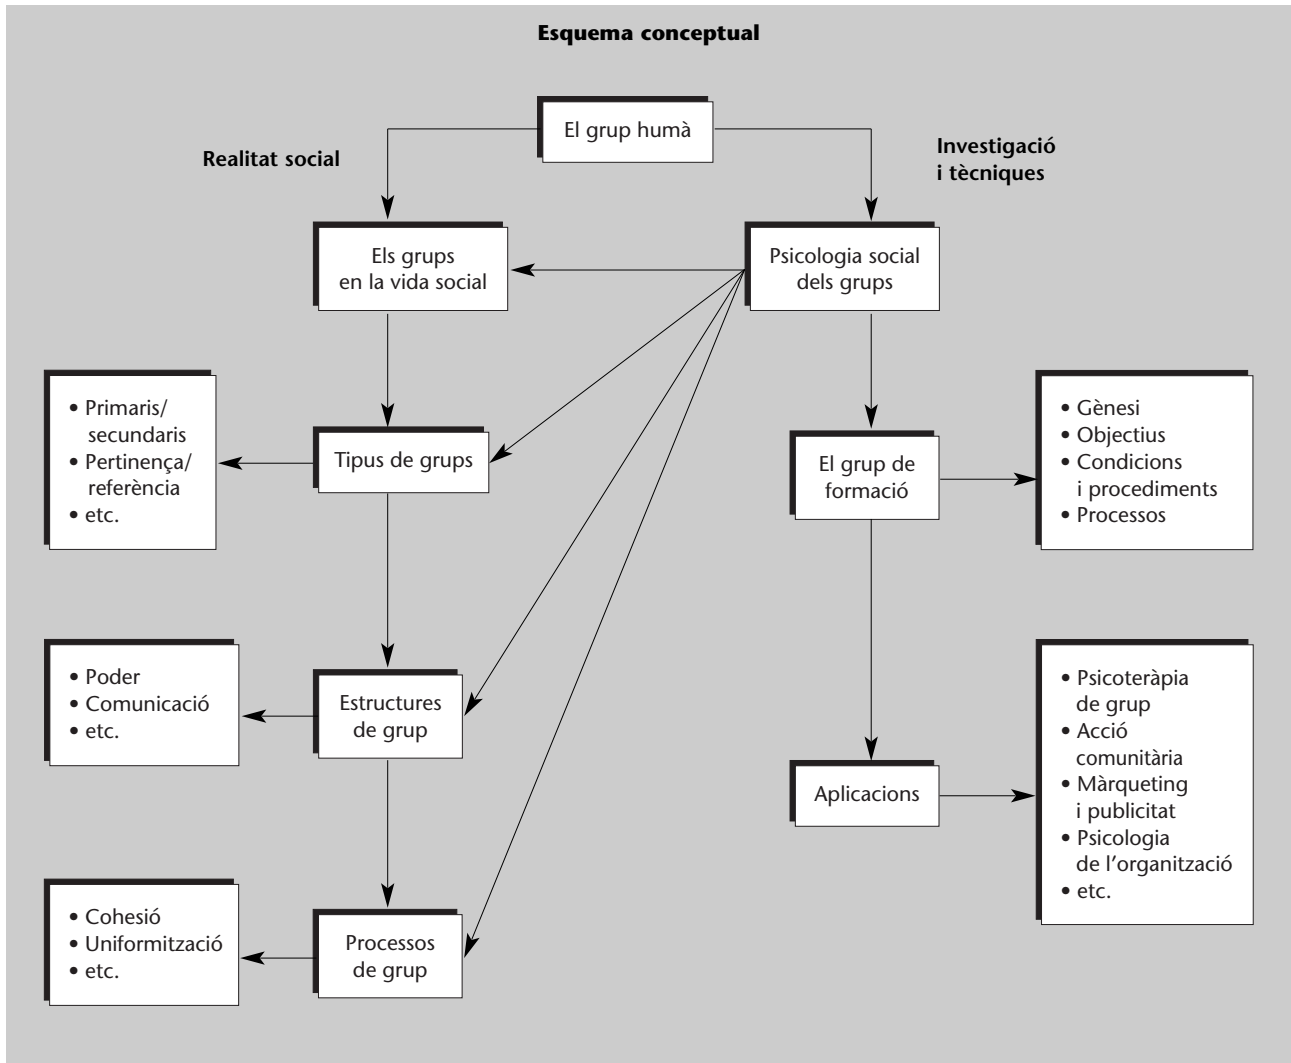 Esquema conceptual
El grup humà
Realitat social
Investigació
i tècniques
Els grups
en la vida social
Psicologia social
dels grups
• Primaris/
secundaris
• Pertinença/
referència
• etc.
Tipus de grups
El grup de
formació
• Gènesi
• Objectius
• Condicions
i procediments
• Processos
• Poder
• Comunicació
• etc.
Estructures
de grup
Aplicacions
• Psicoteràpia
de grup
• Acció
comunitària
• Màrqueting
i publicitat
• Psicologia
de l'organització
• etc.
• Cohesió
• Uniformització
• etc.
Processos
de grup